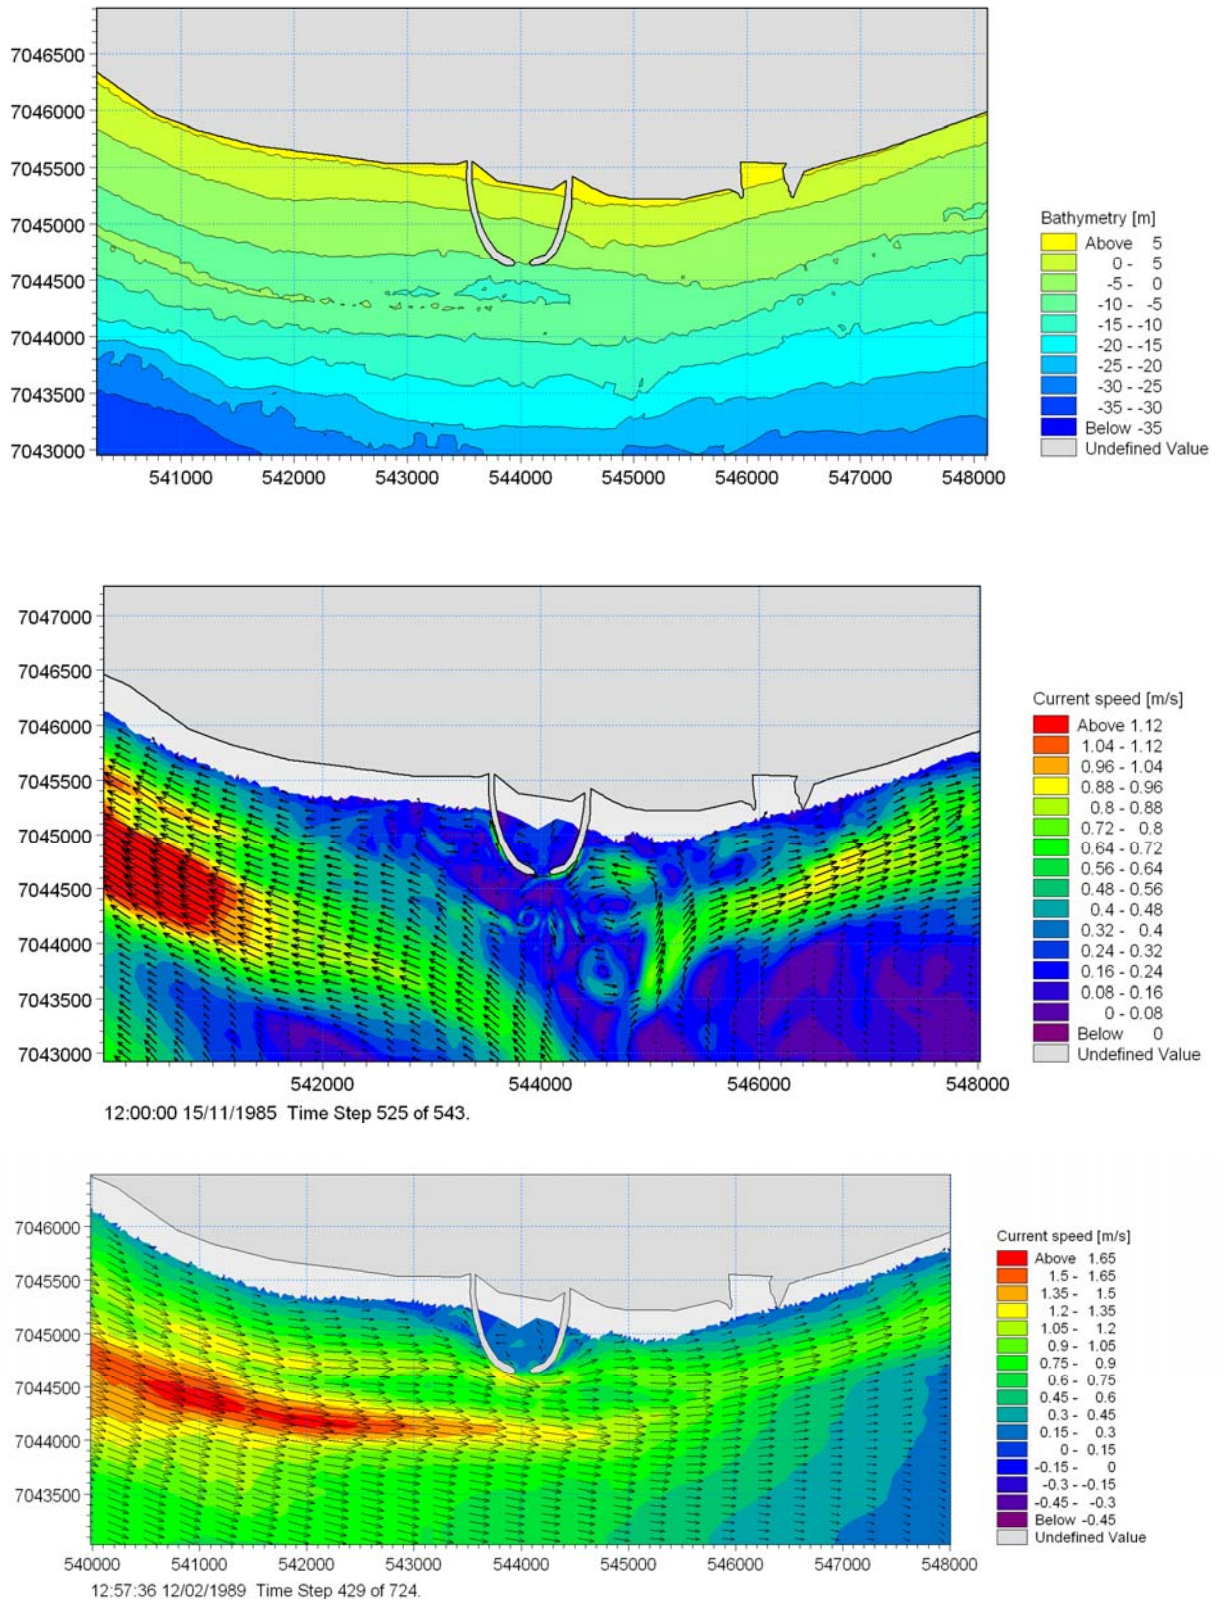 7046500
7046000
7045500
7045000
7044500
7044000
7043500
7043000
541000 542000 543000 544000 545000 546000 547000 548000
Bathymetry [m]
Above 5
0 - 5
-5 - 0
-10 - -5
-15 - -10
-20 - -15
-25 - -20
-30 - -25
-35 - -30
Below -35
Undefined Value
7047000
7046500
7046000
7045500
7045000
7044500
7044000
7043500
7043000
542000 544000 546000 548000
12:00:00 15/11/1985 Time Step 525 of 543.
Current speed [m/s]
Above 1.12
1.04 - 1.12
0.96 - 1.04
0.88 - 0.96
0.8 - 0.88
0.72 - 0.8
0.64 - 0.72
0.56 - 0.64
0.48 - 0.56
0.4 - 0.48
0.32 - 0.4
0.24 - 0.32
0.16 - 0.24
0.08 - 0.16
0 - 0.08
Below 0
Undefined Value
7046000
7045500
7045000
7044500
7044000
7043500
540000 541000 542000 543000 544000 545000 546000 547000 548000
12:57:36 12/02/1989 Time Step 429 of 724.
Current speed [m/s]
Above 1.65
1.5 - 1.65
1.35 - 1.5
1.2 - 1.35
1.05 - 1.2
0.9 - 1.05
0.75 - 0.9
0.6 - 0.75
0.45 - 0.6
0.3 - 0.45
0.15 - 0.3
0 - 0.15
-0.15 - 0
-0.3 - -0.15
-0.45 - -0.3
Below -0.45
Undefined Value